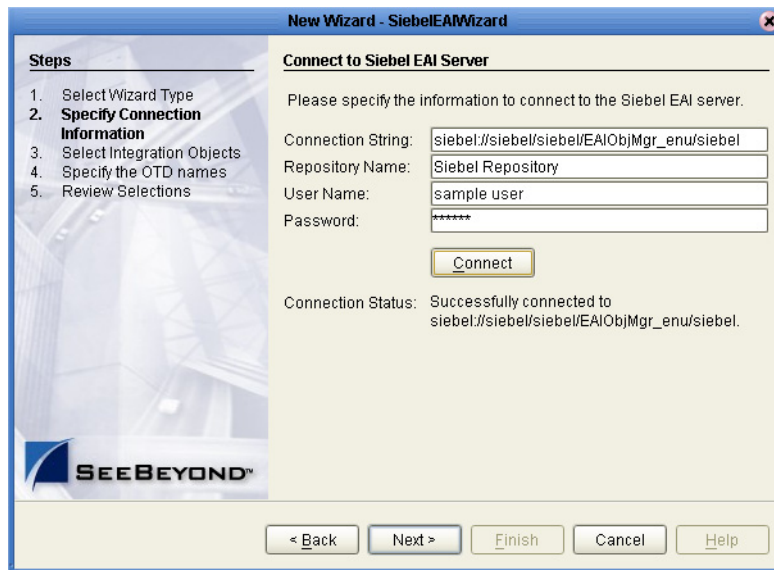 New Wizard - SiebelEAIWizard
Steps
1. Select Wizard Type
2. Specify Connection
Information
3. Select Integration Objects
4. Specify the OTD names
5. Review Selections
SEEBEYOND™
Connect to Siebel EAI Server
Please specify the information to connect to the Siebel EAI server.
Connection String: siebel://siebel/siebel/EAIObjMgr_enu/siebel
Repository Name: Siebel Repository
User Name: sample user
Password: ******
Connect
Connection Status: Successfully connected to
siebel://siebel/siebel/EAIObjMgr_enu/siebel.
< Back Next > Finish Cancel Help